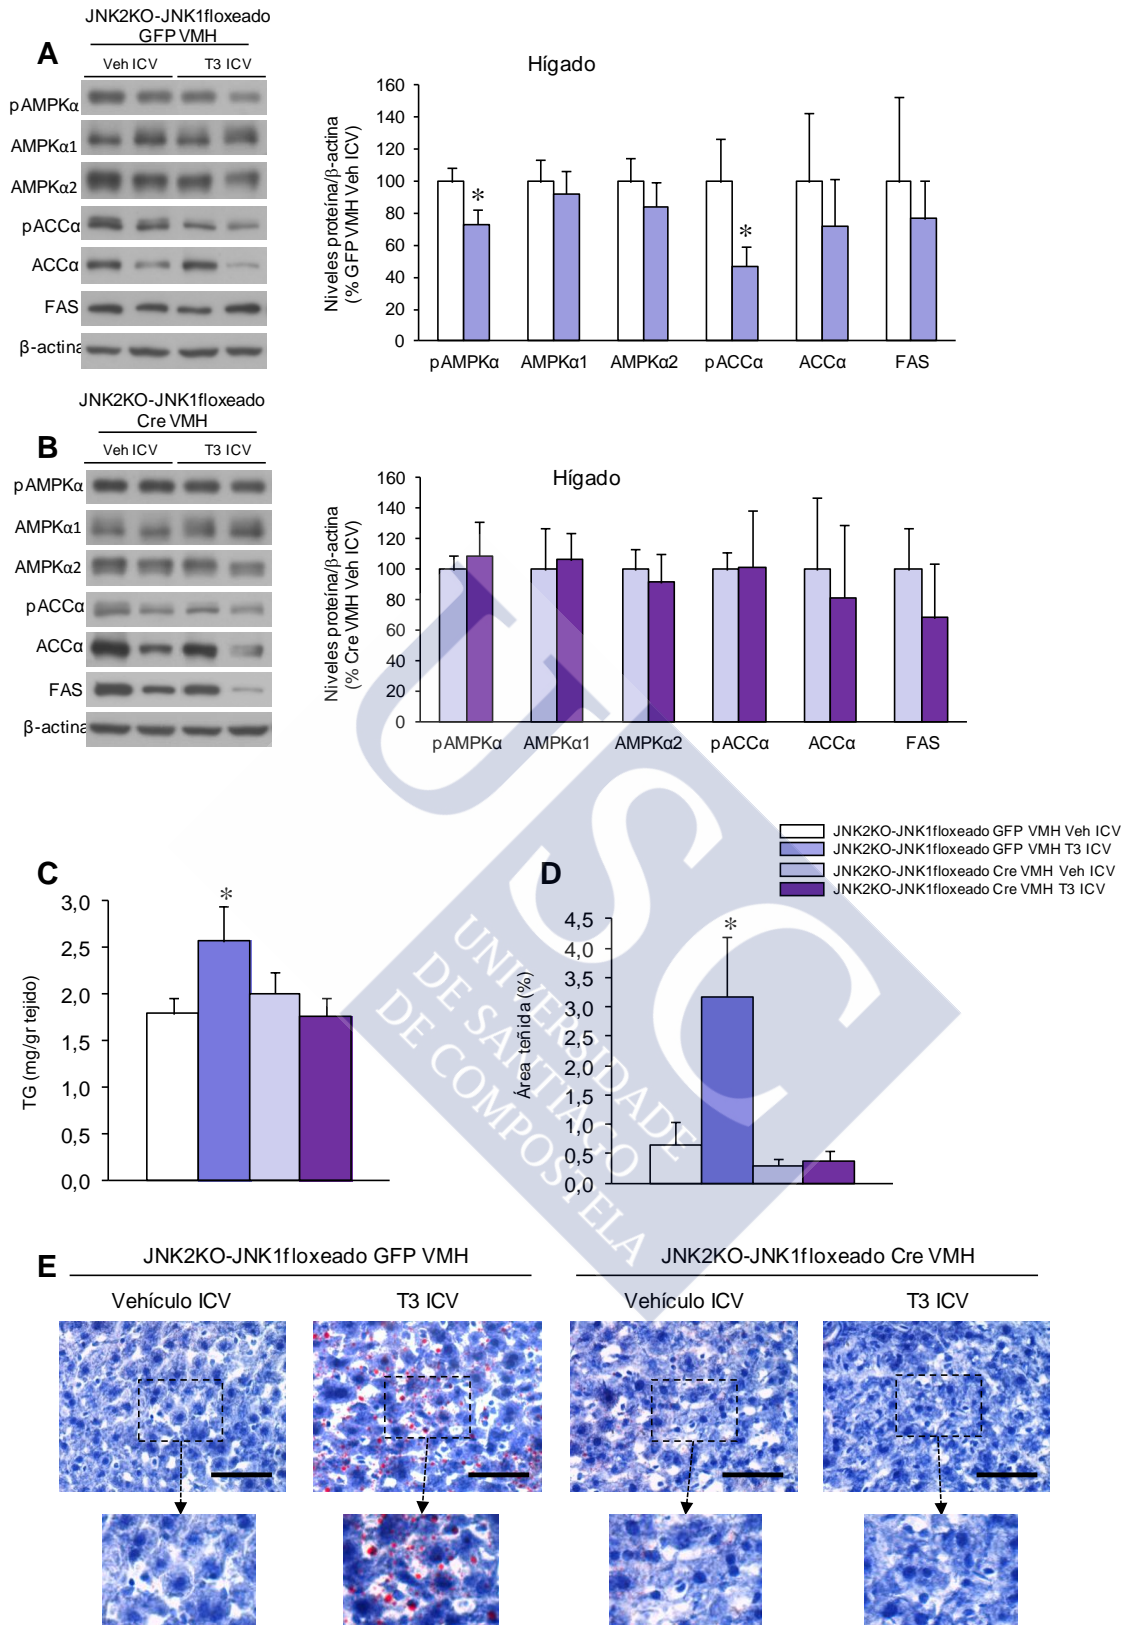 JNK2KO-JNK1floxeado
GFP VMH
A
Veh ICV
T3 ICV
pAMPKα
AMPKα1
AMPKα2
pACCα
ACCα
FAS
β-actina
Hígado
Niveles proteína/β-actina
(% GFP VMH Veh ICV)
160
140
120
100
80
60
40
20
0
*
*
pAMPKα
AMPKα1
AMPKα2
pACCα
ACCα
FAS
JNK2KO-JNK1floxeado
Cre VMH
B
Veh ICV
T3 ICV
pAMPKα
AMPKα1
AMPKα2
pACCα
ACCα
FAS
β-actina
Hígado
Niveles proteína/β-actina
(% Cre VMH Veh ICV)
160
140
120
100
80
60
40
20
0
pAMPKα
AMPKα1
AMPKα2
pACCα
ACCα
FAS
JNK2KO-JNK1floxeado GFP VMH Veh ICV
JNK2KO-JNK1floxeado GFP VMH T3 ICV
JNK2KO-JNK1floxeado Cre VMH Veh ICV
JNK2KO-JNK1floxeado Cre VMH T3 ICV
C
TG (mg/gr tejido)
3,0
2,5
2,0
1,5
1,0
0,5
0,0
*
D
Área teñida (%)
4,5
4,0
3,5
3,0
2,5
2,0
1,5
1,0
0,5
0,0
*
USC
UNIVERSIDADE
DE SANTIAGO
DE COMPOSTELA
E
JNK2KO-JNK1floxeado GFP VMH
JNK2KO-JNK1floxeado Cre VMH
Vehículo ICV
T3 ICV
Vehículo ICV
T3 ICV